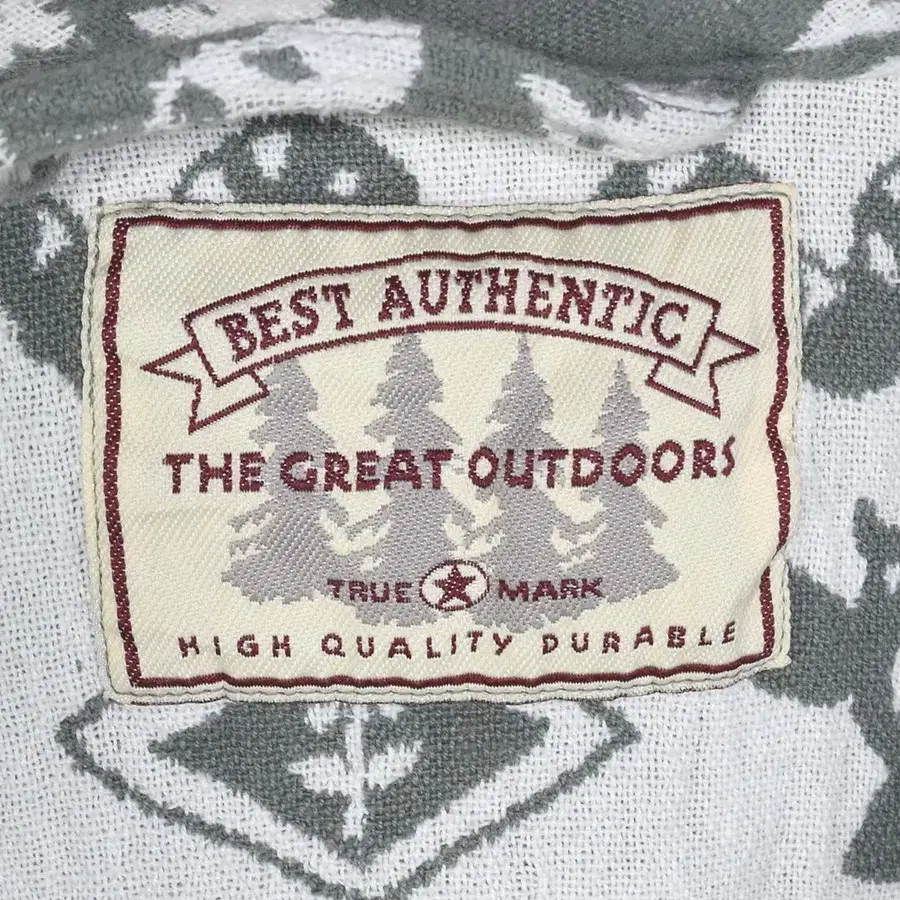 BEST AUTHENTIC
THE GREAT OUTDOORS
TRUE MARK
HIGH QUALITY DURABLE